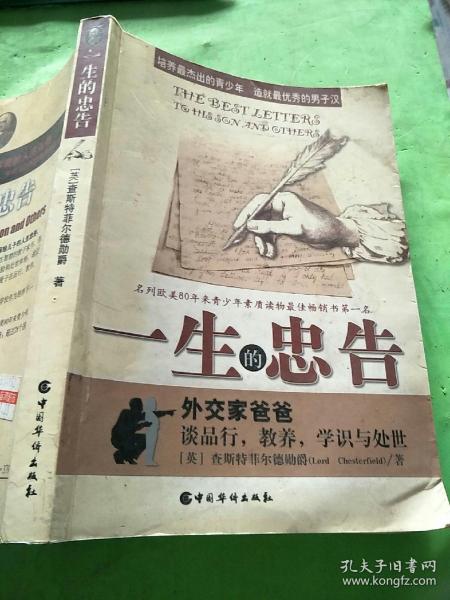 培养最杰出的青少年 造就最优秀的男子汉
THE BEST LETTERS
TO HIS SON AND OTHERS
名列欧美80年来青少年素质读物最佳畅销书第一名
一生的忠告
外交家爸爸
谈品行，教养，学识与处世
[英] 查斯特菲尔德勋爵(Lord Chesterfield)/著
中国华侨出版社
一生的忠告
[英]查斯特菲尔德勋爵 著
中国华侨出版社
忠告
on and Others
孔夫子旧书网
www.kongfz.com